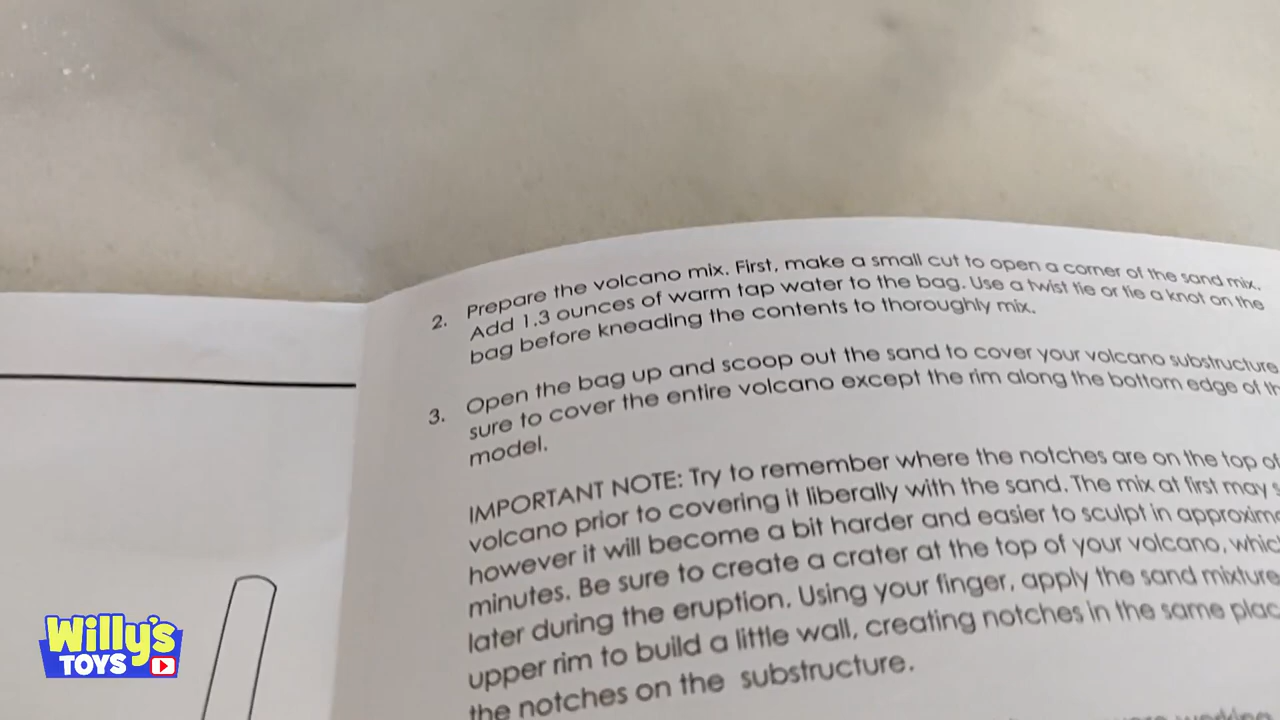 2. Prepare the volcano mix. First, make a small cut to open a corner of the sand mix.
Add 1.3 ounces of warm tap water to the bag. Use a twist tie or tie a knot on the
bag before kneading the contents to thoroughly mix.
3. Open the bag up and scoop out the sand to cover your volcano substructure
sure to cover the entire volcano except the rim along the bottom edge of
model.
IMPORTANT NOTE: Try to remember where the notches are on the top of
volcano prior to covering it liberally with the sand. The mix at first may
however it will become a bit harder and easier to sculpt in
minutes. Be sure to create a crater at the top of your volcano,
later during the eruption. Using your finger, apply the sand mixture
upper rim to build a little wall, creating notches in the same
the notches on the substructure.
Willy's
TOYS